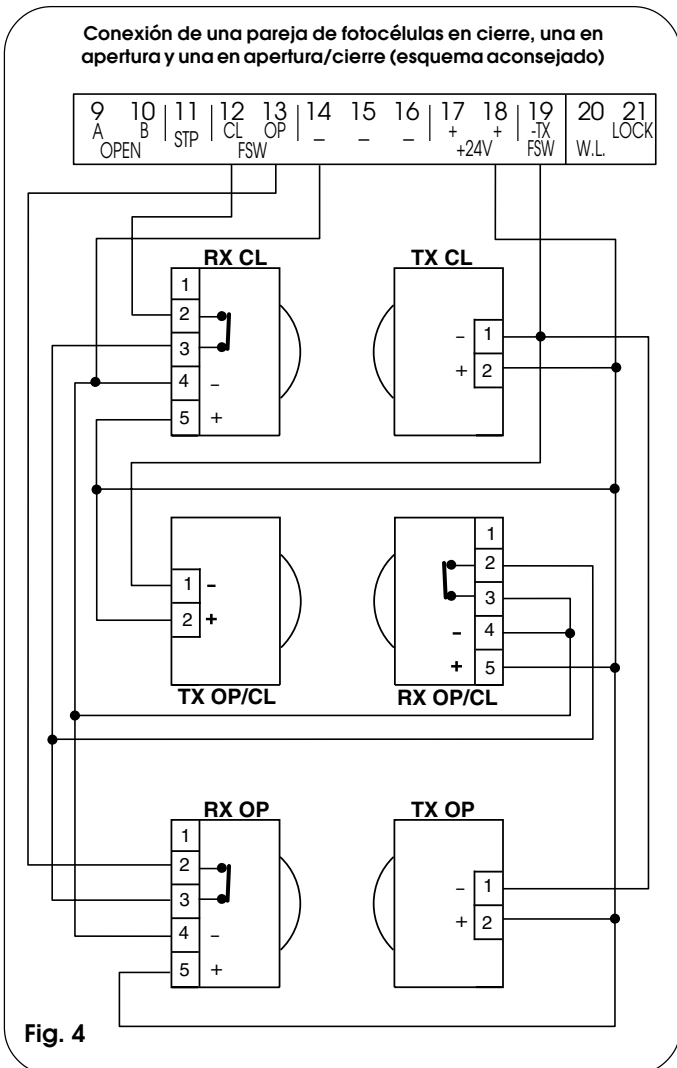 Conexión de una pareja de fotocélulas en cierre, una en
apertura y una en apertura/cierre (esquema aconsejado)
9 10 11 12 13 14 15 16 17 18 19 20 21
A B STP CL OP _ _ _ + + -TX LOCK
OPEN FSW +24V FSW W.L.
RX CL TX CL
1
2
3
4 -
5 +
- 1
+ 2
1 -
2 +
1
2
3
- 4
+ 5
TX OP/CL RX OP/CL
RX OP TX OP
1
2
3
4 -
5 +
- 1
+ 2
Fig. 4